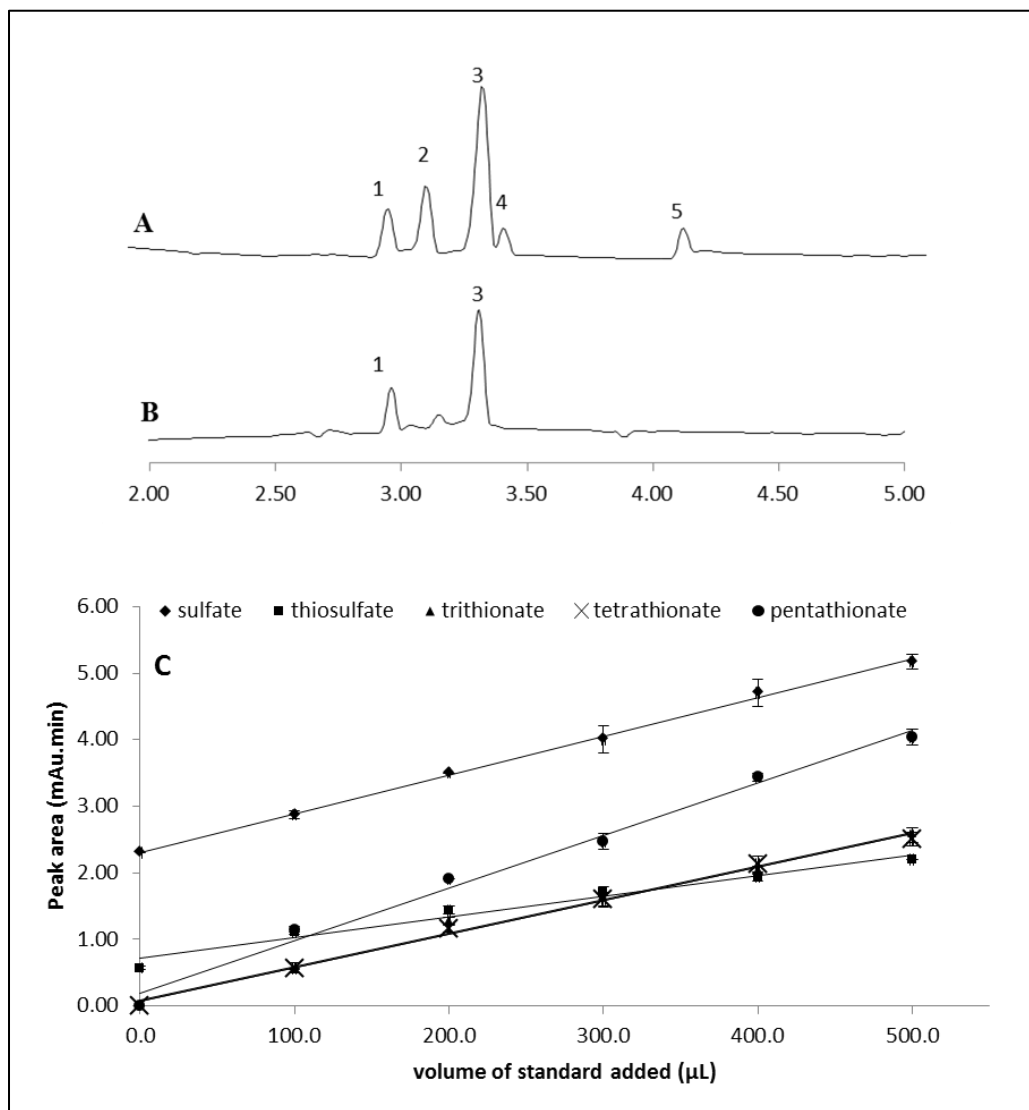 3
2
1
4
5
A
3
1
B
2.00 2.50 3.00 3.50 4.00 4.50 5.00
6.00
sulfate thiosulfate trithionate tetrathionate pentathionate
C
5.00
4.00
3.00
2.00
1.00
0.00
Peak area (mAu.min)
0.0 100.0 200.0 300.0 400.0 500.0
volume of standard added (µL)